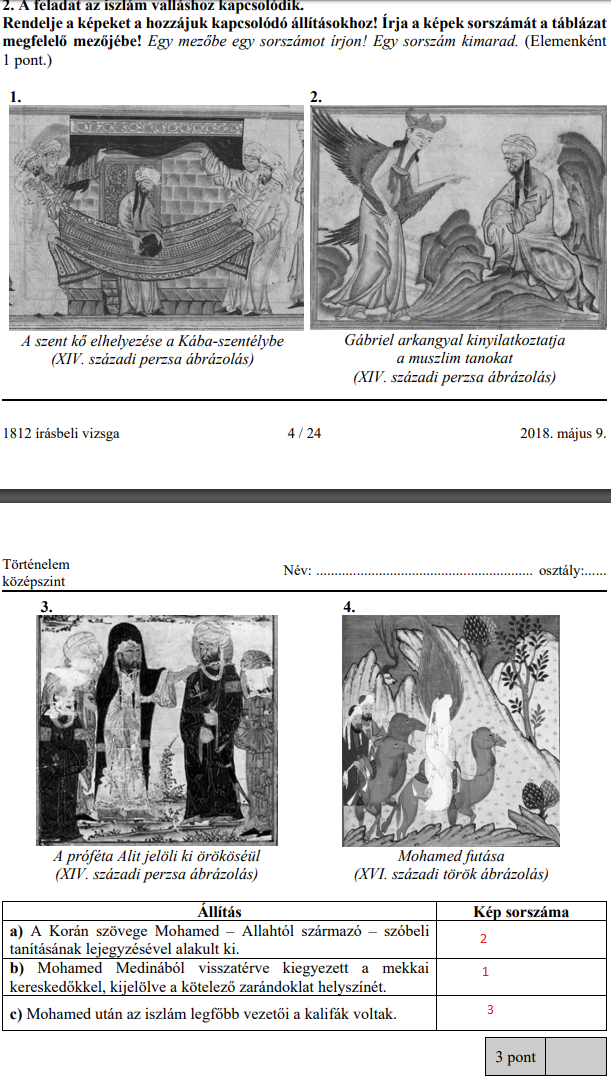 2. A feladat az iszlám valláshoz kapcsolódik.
Rendelje a képeket a hozzájuk kapcsolódó állításokhoz! Írja a képek sorszámát a táblázat
megfelelő mezőjébe! Egy mezőbe egy sorszámot írjon! Egy sorszám kimarad. (Elemenként
1 pont.)
1.
2.
A szent kő elhelyezése a Kába-szentélybe
(XIV. századi perzsa ábrázolás)
Gábriel arkangyal kinyilatkoztatja
a muszlim tanokat
(XIV. századi perzsa ábrázolás)
1812 írásbeli vizsga 4 / 24 2018. május 9.
Történelem
középszint
Név: ............................................................ osztály:......
3.
4.
A próféta Alit jelöli ki örököséül
(XIV. századi perzsa ábrázolás)
Mohamed futása
(XVI. századi török ábrázolás)
Állítás Kép sorszáma
a) A Korán szövege Mohamed – Allahtól származó – szóbeli
tanításának lejegyzésével alakult ki.
2
b) Mohamed Medinából visszatérve kiegyezett a mekkai
kereskedőkkel, kijelölve a kötelező zarándoklat helyszínét.
1
c) Mohamed után az iszlám legfőbb vezetői a kalifák voltak.
3
3 pont